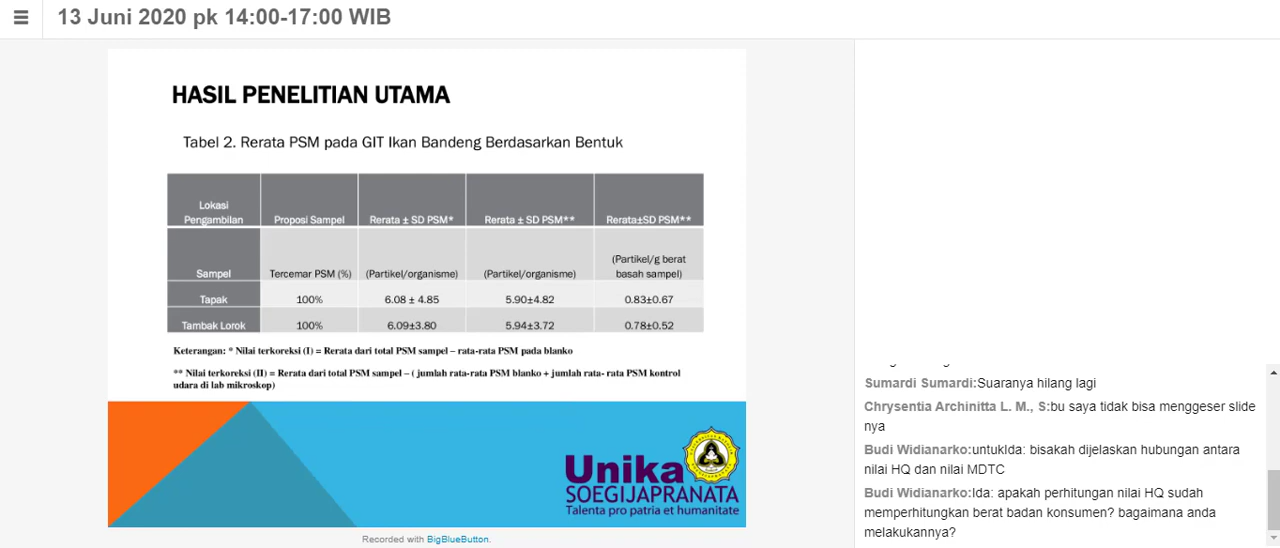 13 Juni 2020 pk 14:00-17:00 WIB
HASIL PENELITIAN UTAMA
Tabel 2. Rerata PSM pada GIT Ikan Bandeng Berdasarkan Bentuk
Lokasi
Pengambilan
Proposi Sampel
Rerata ± SD PSM*
Rerata ± SD PSM**
Rerata±SD PSM**
Sampel
Tercemar PSM (%)
(Partikel/organisme)
(Partikel/organisme)
(Partikel/g berat
basah sampel)
Tapak
100%
6.08 ± 4.85
5.90±4.82
0.83±0.67
Tambak Lorok
100%
6.09±3.80
5.94±3.72
0.78±0.52
Keterangan: * Nilai terkoreksi (I) = Rerata dari total PSM sampel – rata-rata PSM pada blanko
** Nilai terkoreksi (II) = Rerata dari total PSM sampel – ( jumlah rata-rata PSM blanko + jumlah rata- rata PSM kontrol
udara di lab mikroskop)
Unika
SOEGIJAPRANATA
Talenta pro patria et humanitate
Recorded with BigBlueButton.
Sumardi Sumardi:Suaranya hilang lagi
Chrysentia Archinitta L. M., S:bu saya tidak bisa menggeser slide
nya
Budi Widianarko:untukIda: bisakah dijelaskan hubungan antara
nilai HQ dan nilai MDTC
Budi Widianarko:Ida: apakah perhitungan nilai HQ sudah
memperhitungkan berat badan konsumen? bagaimana anda
melakukannya?